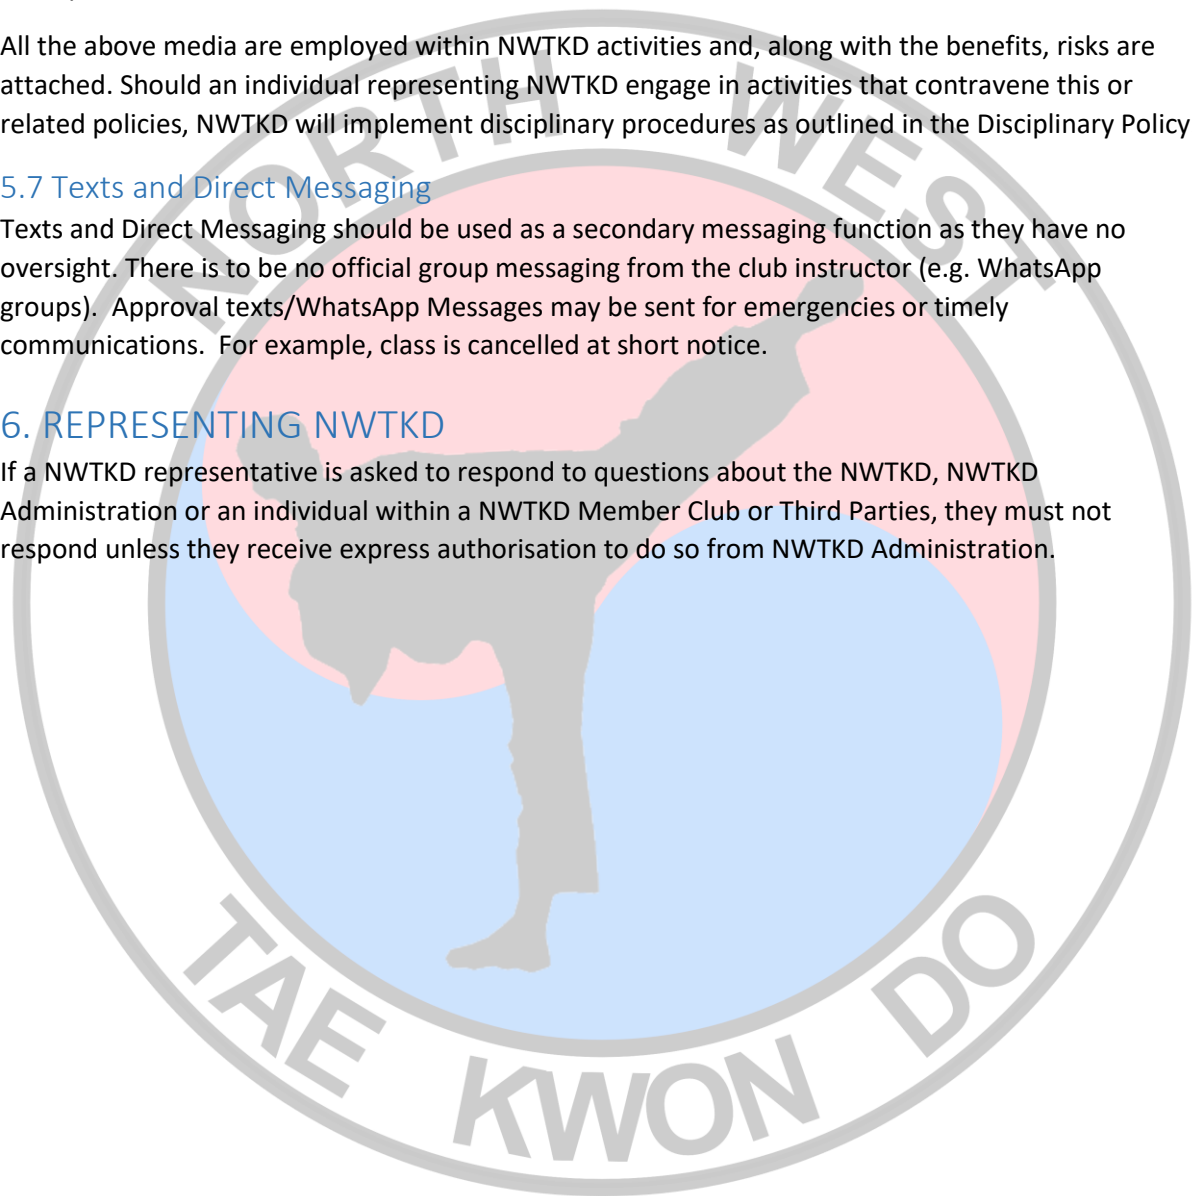 All the above media are employed within NWTKD activities and, along with the benefits, risks are
attached. Should an individual representing NWTKD engage in activities that contravene this or
related policies, NWTKD will implement disciplinary procedures as outlined in the Disciplinary Policy
5.7 Texts and Direct Messaging
Texts and Direct Messaging should be used as a secondary messaging function as they have no
oversight. There is to be no official group messaging from the club instructor (e.g. WhatsApp
groups).  Approval texts/WhatsApp Messages may be sent for emergencies or timely
communications.  For example, class is cancelled at short notice.
6. REPRESENTING NWTKD
If a NWTKD representative is asked to respond to questions about the NWTKD, NWTKD
Administration or an individual within a NWTKD Member Club or Third Parties, they must not
respond unless they receive express authorisation to do so from NWTKD Administration.
NORTH WEST
TAE KWON DO